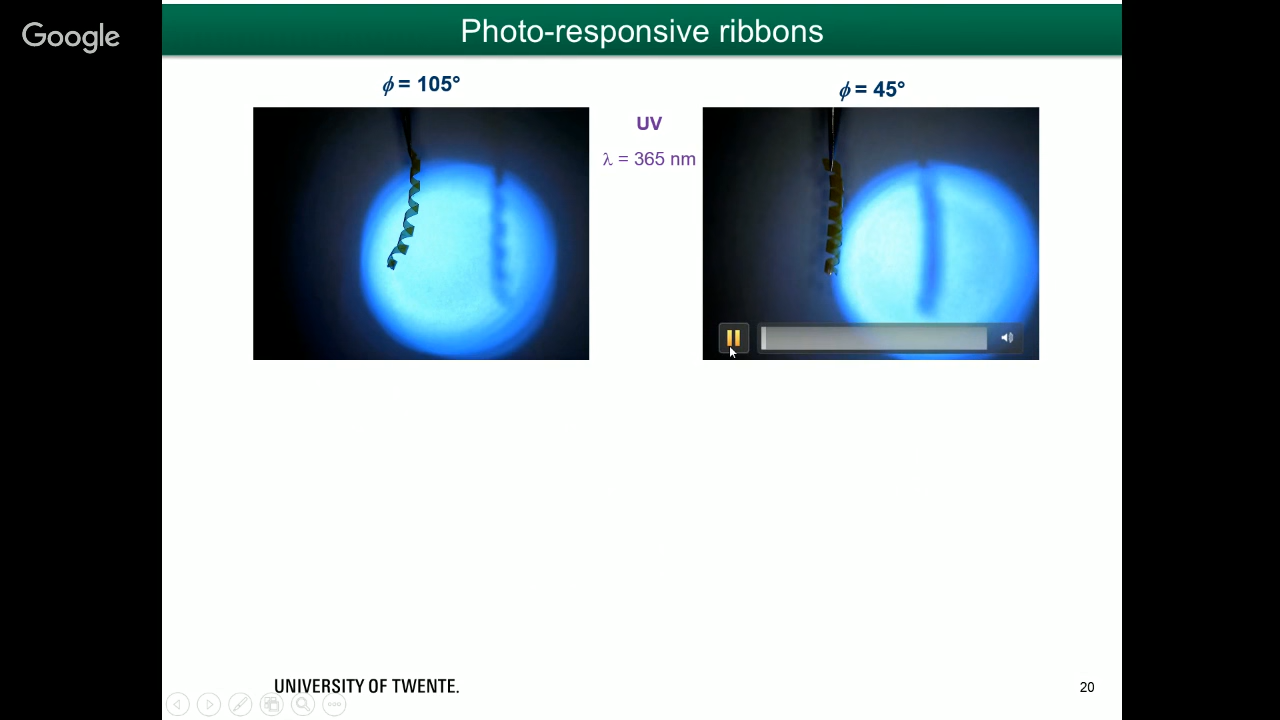 Google
Photo-responsive ribbons
ϕ = 105°
ϕ = 45°
UV
λ = 365 nm
UNIVERSITY OF TWENTE.
20